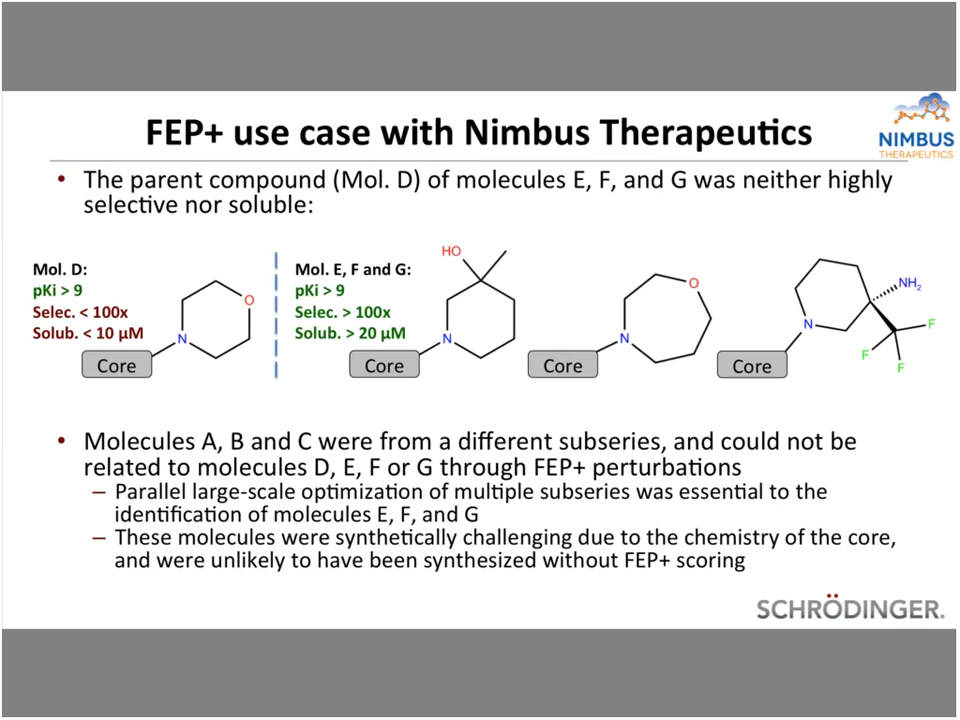 FEP+ use case with Nimbus Therapeutics
NIMBUS
THERAPEUTICS
• The parent compound (Mol. D) of molecules E, F, and G was neither highly
selective nor soluble:
Mol. D:
pKi > 9
Selec. < 100x
Solub. < 10 µM
O
N
Core
Mol. E, F and G:
pKi > 9
Selec. > 100x
Solub. > 20 µM
HO
N
Core
O
N
Core
N
NH2
F
F
F
Core
• Molecules A, B and C were from a different subseries, and could not be
related to molecules D, E, F or G through FEP+ perturbations
– Parallel large-scale optimization of multiple subseries was essential to the
identification of molecules E, F, and G
– These molecules were synthetically challenging due to the chemistry of the core,
and were unlikely to have been synthesized without FEP+ scoring
SCHRÖDINGER.